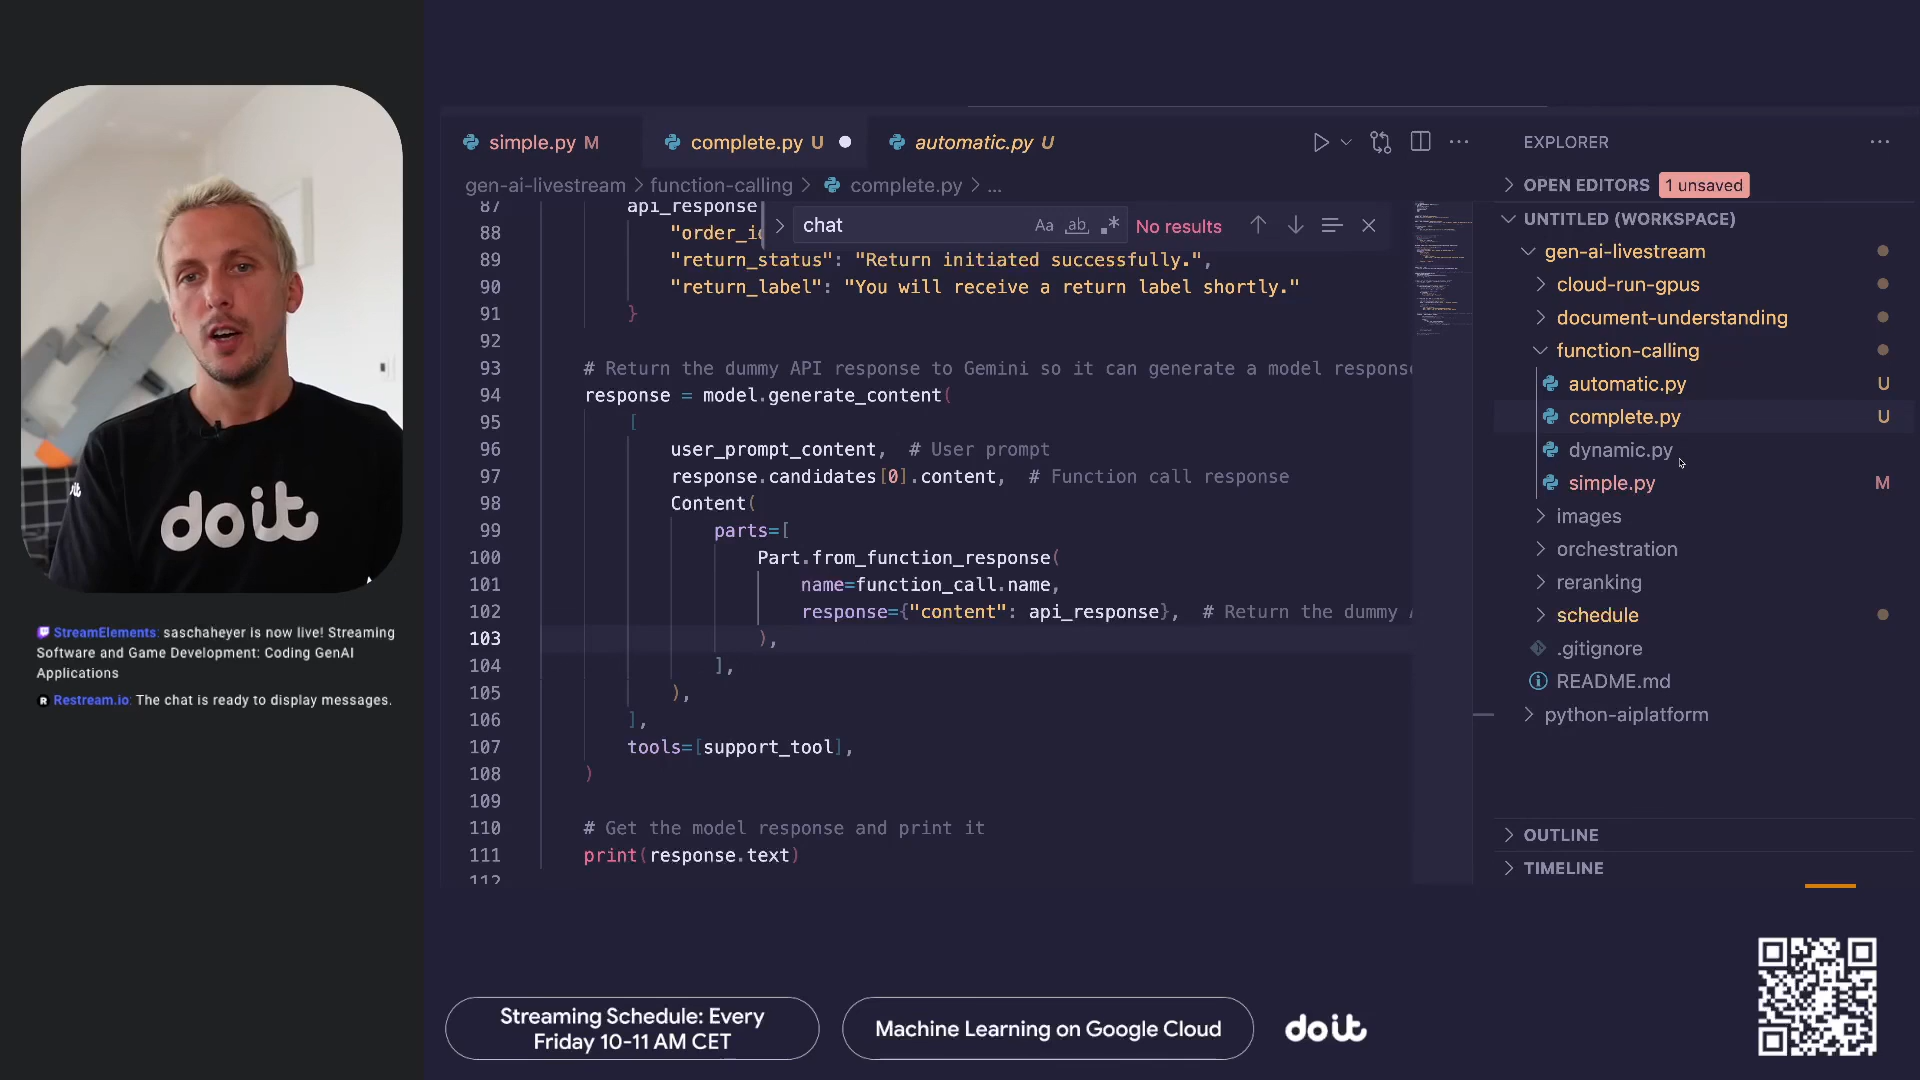 doit
StreamElements: saschaheyer is now live! Streaming
Software and Game Development: Coding GenAI
Applications
Restream.io: The chat is ready to display messages.
simple.py M
complete.py U
automatic.py U
gen-ai-livestream > function-calling > complete.py > ...
chat
Aa
ab
No results
87 api_response
88 "order_i
89 "return_status": "Return initiated successfully.",
90 "return_label": "You will receive a return label shortly."
91 }
92
93 # Return the dummy API response to Gemini so it can generate a model respons
94 response = model.generate_content(
95 [
96 user_prompt_content, # User prompt
97 response.candidates[0].content, # Function call response
98 Content(
99 parts=[
100 Part.from_function_response(
101 name=function_call.name,
102 response={"content": api_response}, # Return the dummy
103 ),
104 ],
105 ),
106 ],
107 tools=[support_tool],
108 )
109
110 # Get the model response and print it
111 print(response.text)
112
EXPLORER
OPEN EDITORS 1 unsaved
UNTITLED (WORKSPACE)
gen-ai-livestream
cloud-run-gpus
document-understanding
function-calling
automatic.py U
complete.py U
dynamic.py
simple.py M
images
orchestration
reranking
schedule
.gitignore
README.md
python-aiplatform
OUTLINE
TIMELINE
Streaming Schedule: Every
Friday 10-11 AM CET
Machine Learning on Google Cloud
doit